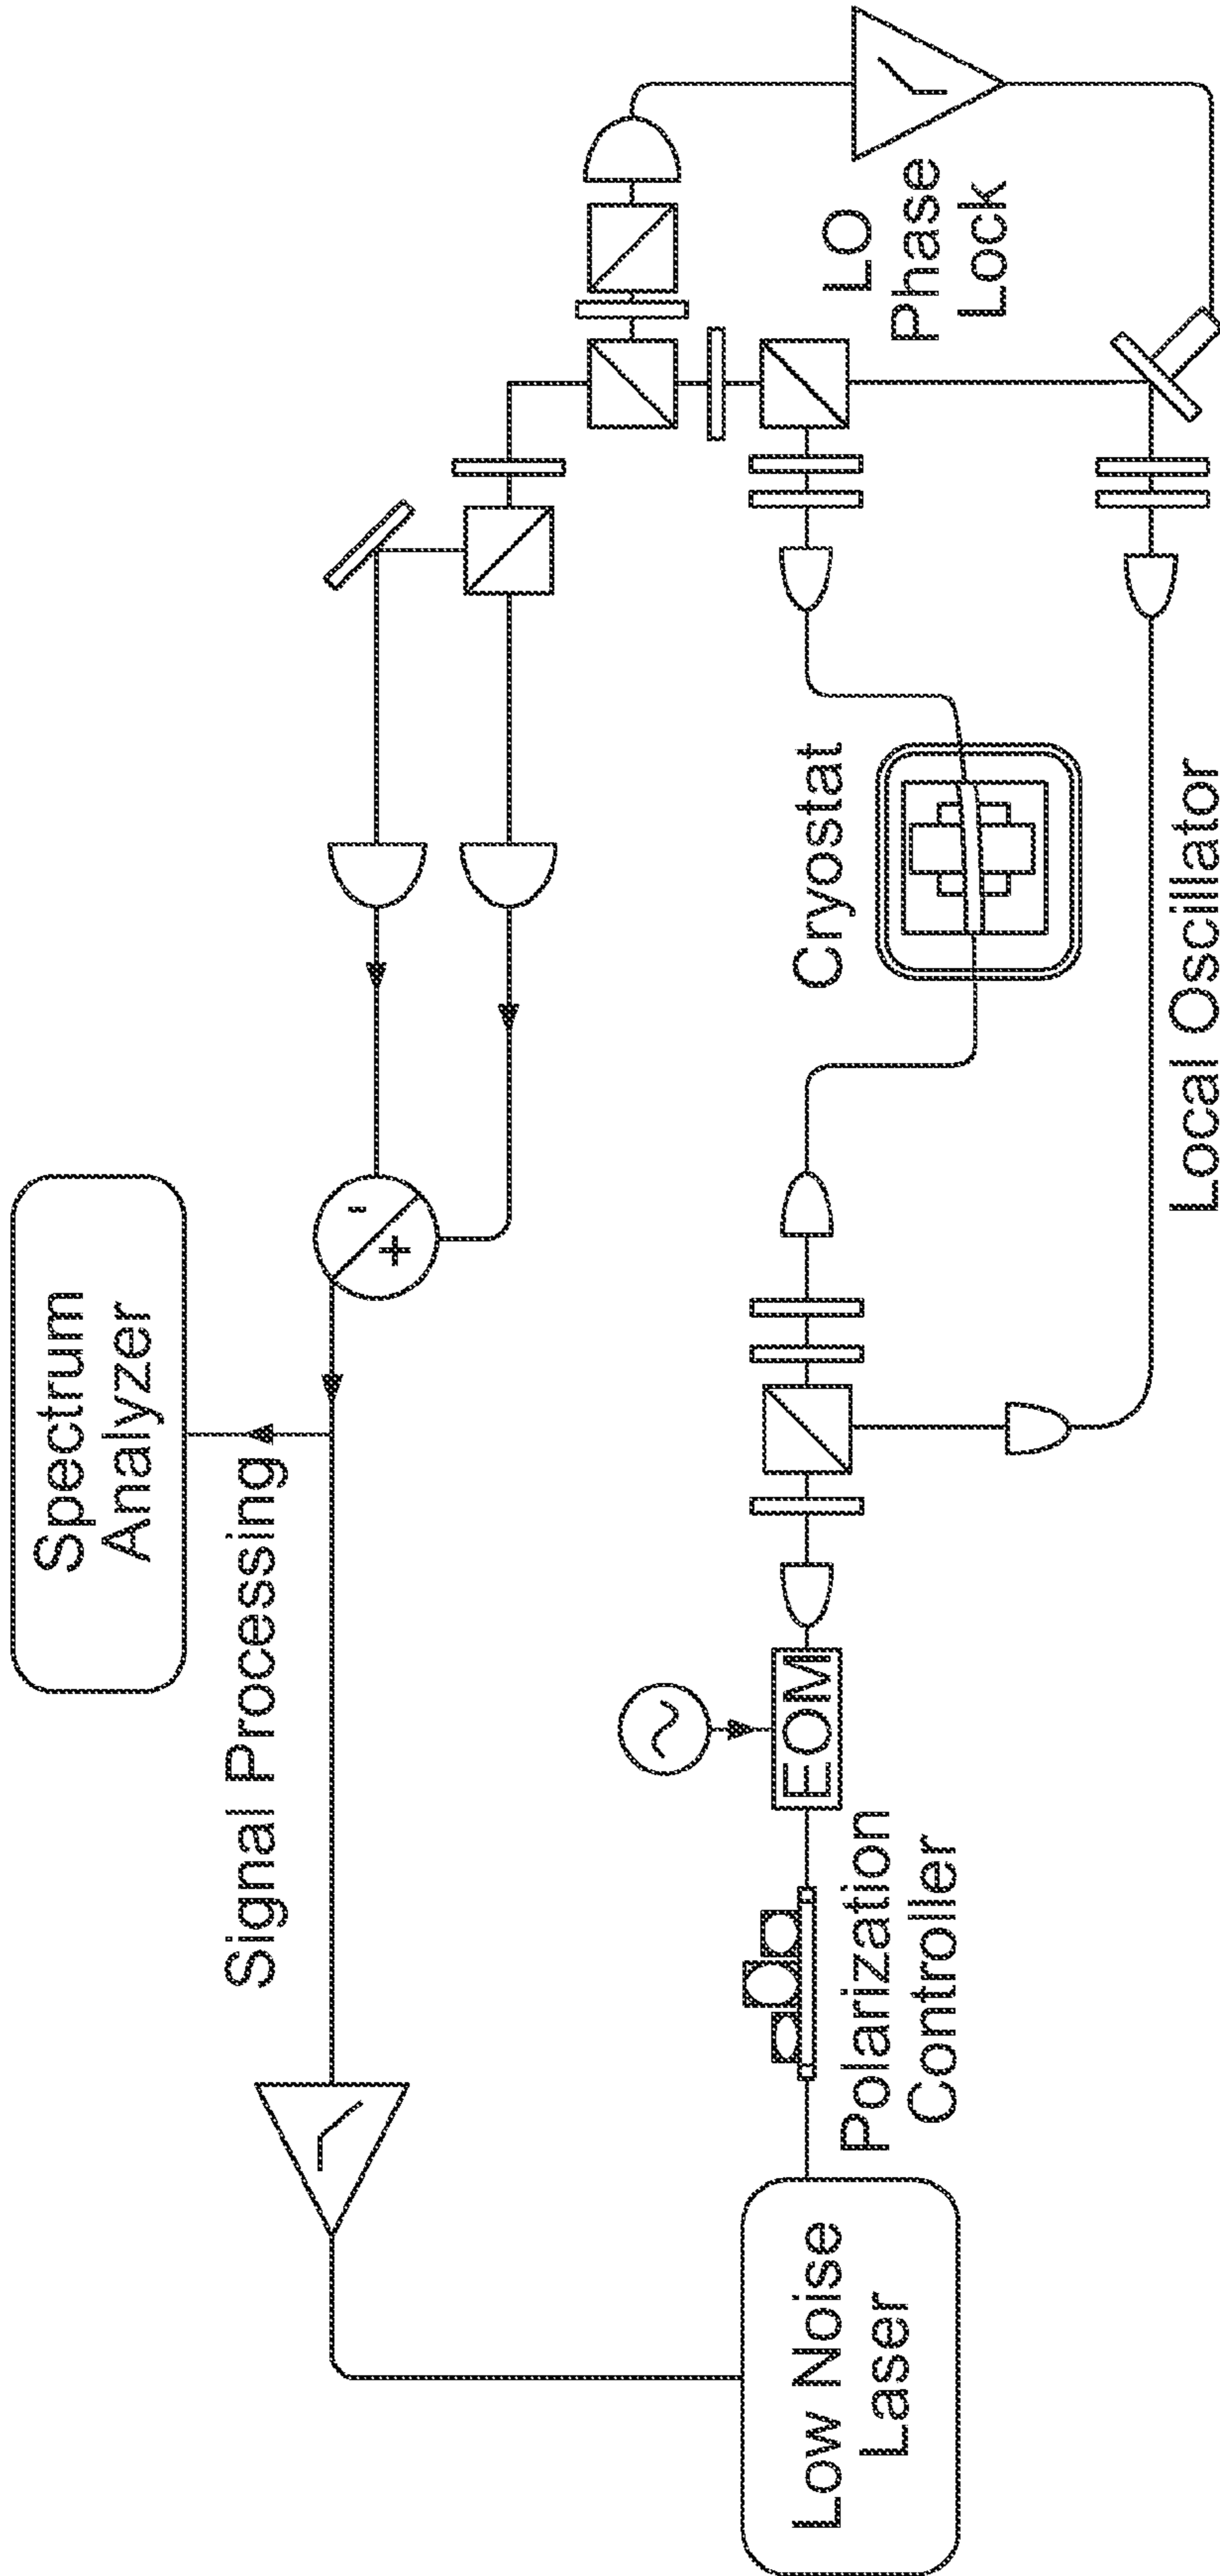 Spectrum
Analyzer
Signal Processing
-
+
EOM
Low Noise
Laser
Polarization
Controller
Cryostat
LO
Phase
Lock
Local Oscillator